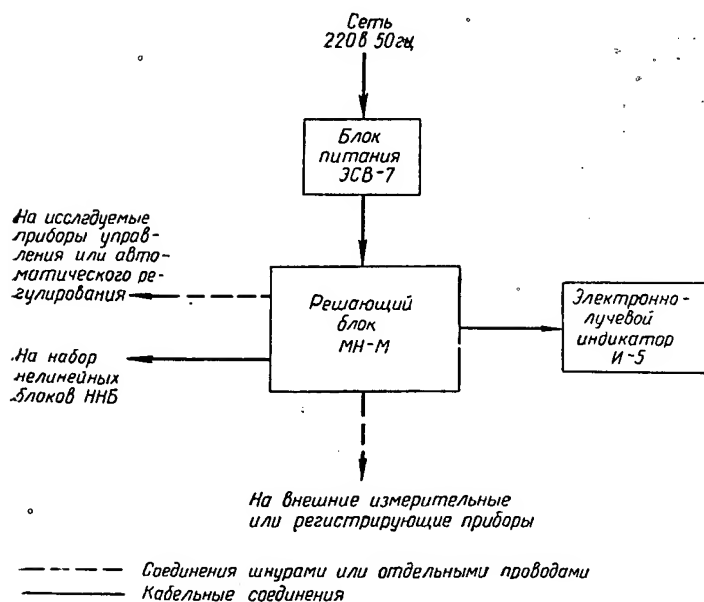 Сеть
220в 50гц
Блок
питания
ЭСВ-7
На исследуемые
приборы управ-
ления или авто-
матического ре-
гулирования
Решающий
блок
МН-М
Электронно-
лучевой
индикатор
И-5
На набор
нелинейных
блоков ННБ
На внешние измерительные
или регистрирующие приборы
Соединения шнурами или отдельными проводами
Кабельные соединения